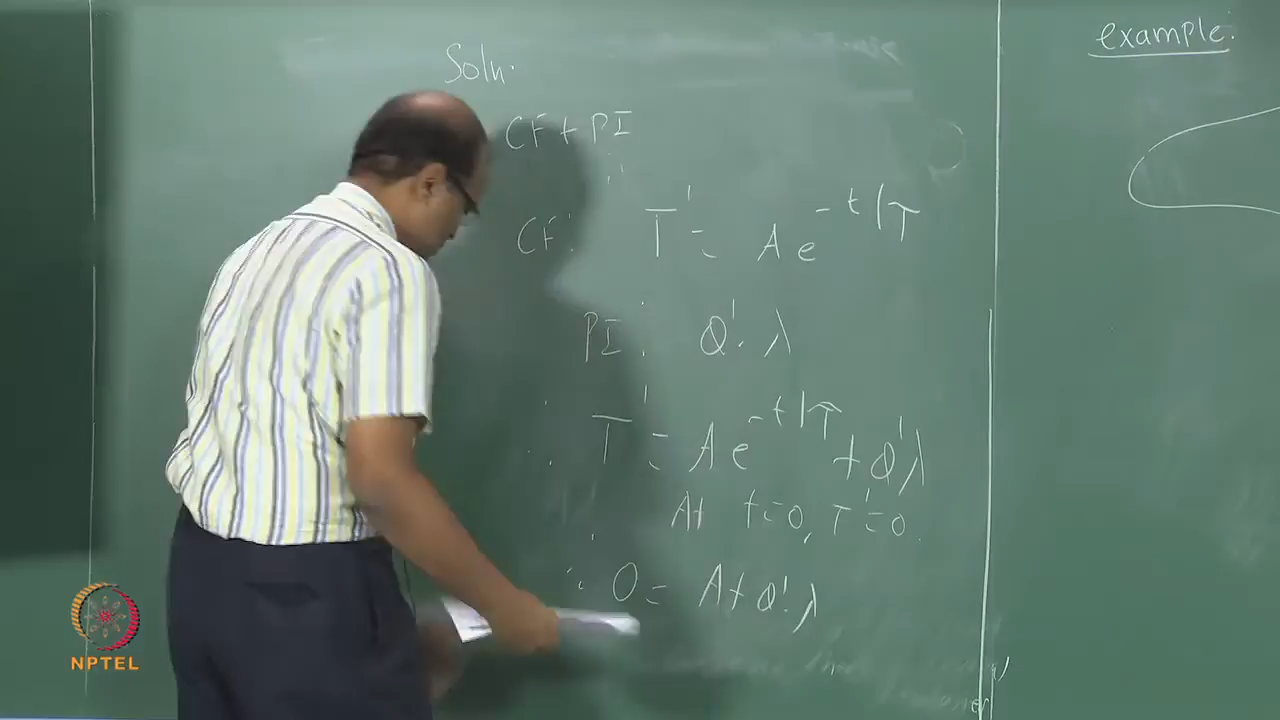 example:
Soln.
CF + PI
CF: T' = A e^{-t/τ}
PI: Q'. λ
∴ T' = A e^{-t/τ} + Q'λ
At t=0, T'=0.
∴ 0 = A + Q'. λ
NPTEL